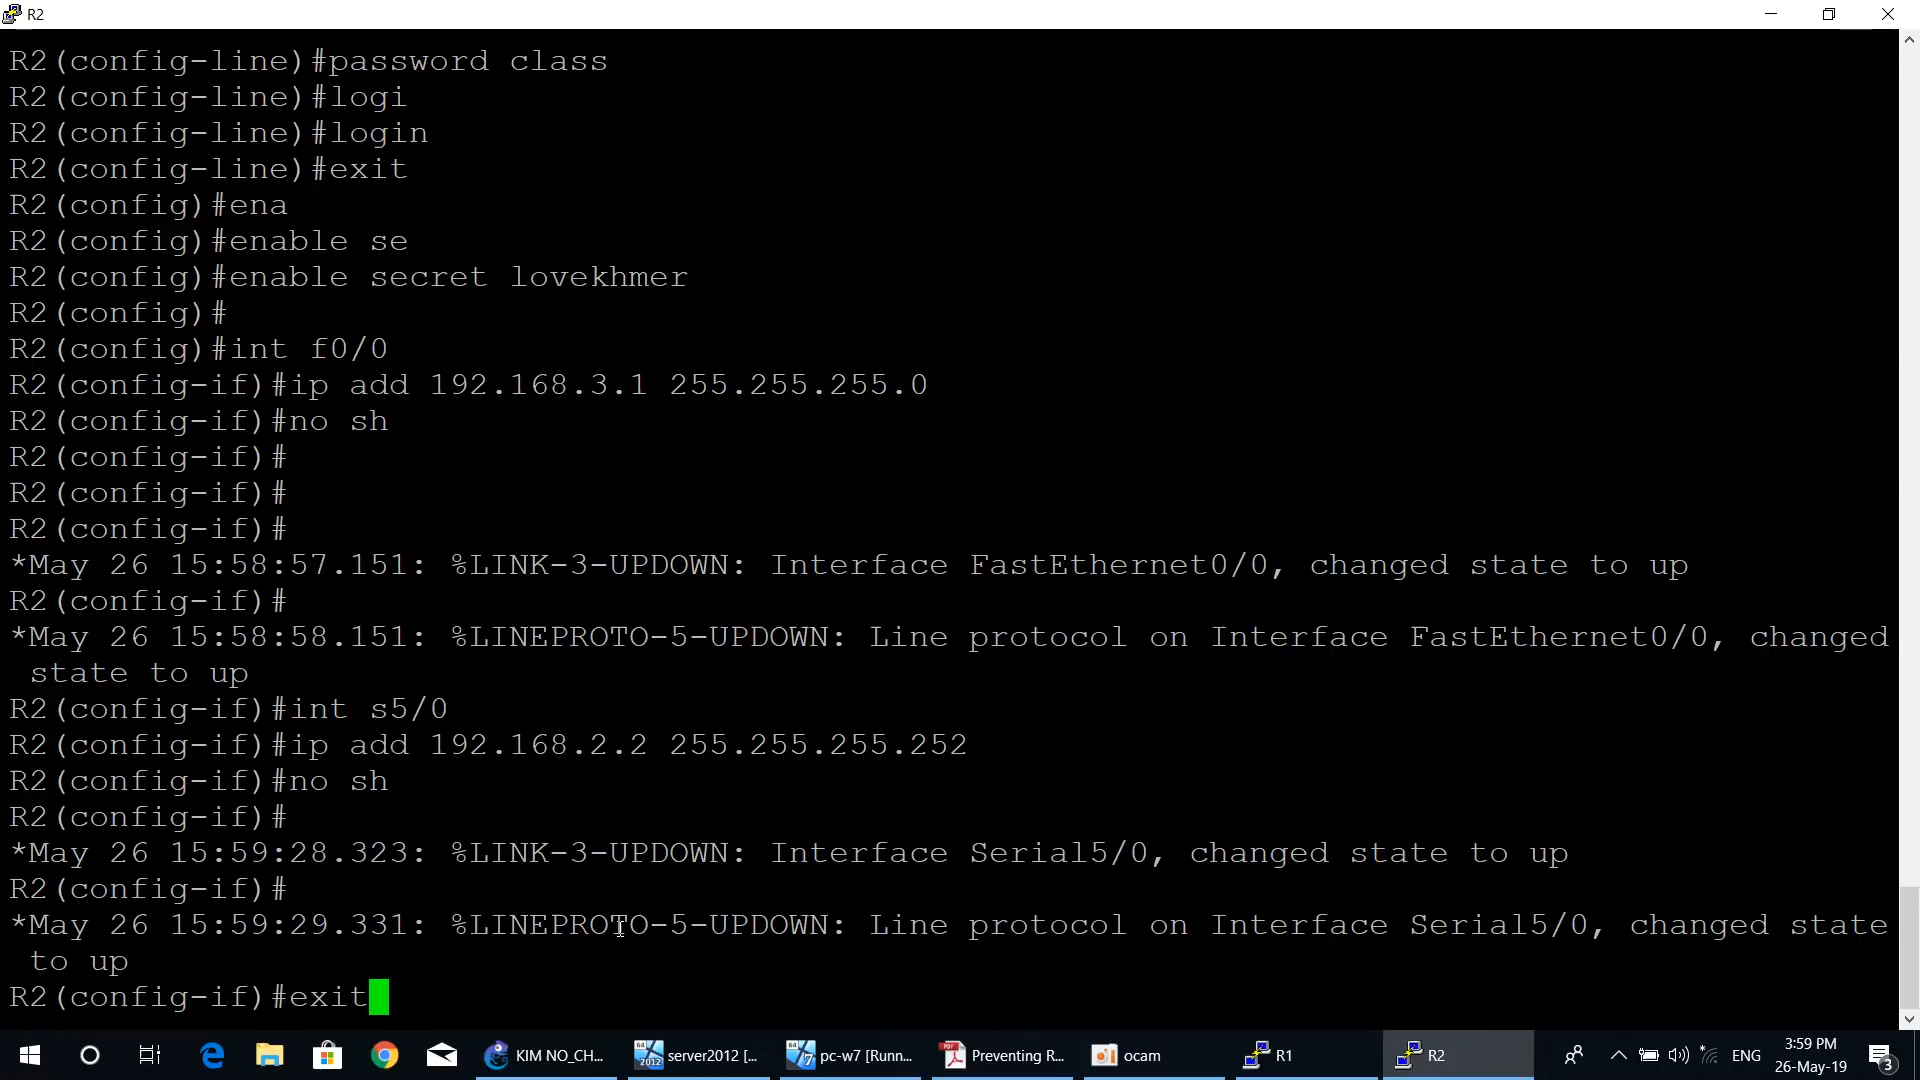 R2
R2(config-line)#password class
R2(config-line)#logi
R2(config-line)#login
R2(config-line)#exit
R2(config)#ena
R2(config)#enable se
R2(config)#enable secret lovekhmer
R2(config)#
R2(config)#int f0/0
R2(config-if)#ip add 192.168.3.1 255.255.255.0
R2(config-if)#no sh
R2(config-if)#
R2(config-if)#
R2(config-if)#
*May 26 15:58:57.151: %LINK-3-UPDOWN: Interface FastEthernet0/0, changed state to up
R2(config-if)#
*May 26 15:58:58.151: %LINEPROTO-5-UPDOWN: Line protocol on Interface FastEthernet0/0, changed
state to up
R2(config-if)#int s5/0
R2(config-if)#ip add 192.168.2.2 255.255.255.252
R2(config-if)#no sh
R2(config-if)#
*May 26 15:59:28.323: %LINK-3-UPDOWN: Interface Serial5/0, changed state to up
R2(config-if)#
*May 26 15:59:29.331: %LINEPROTO-5-UPDOWN: Line protocol on Interface Serial5/0, changed state
to up
R2(config-if)#exit
KIM NO_CH... server2012 [... pc-w7 [Runn... Preventing R... ocam R1 R2 ENG 3:59 PM
26-May-19 3